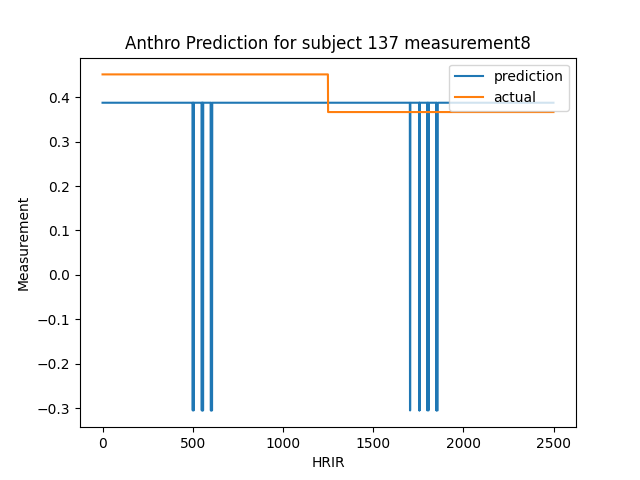 Anthro Prediction for subject 137 measurement8
prediction
actual
0.4
0.3
0.2
0.1
0.0
−0.1
−0.2
−0.3
Measurement
0 500 1000 1500 2000 2500
HRIR